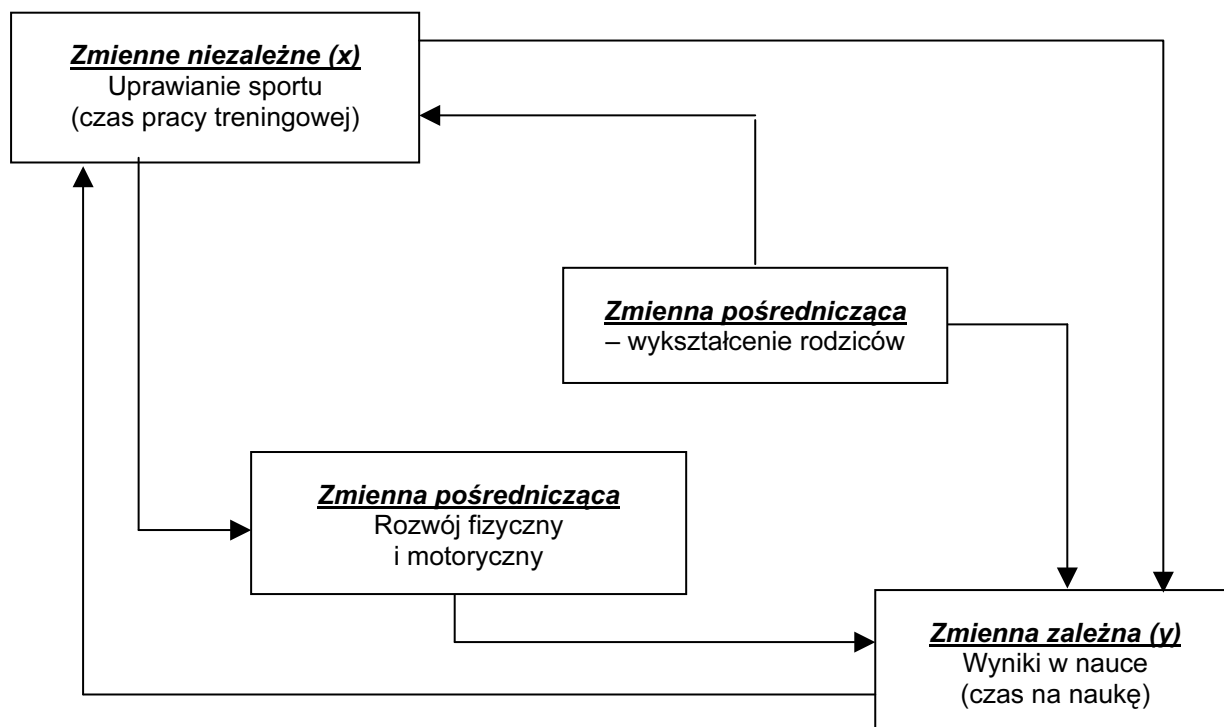 Zmienne niezależne (x)
Uprawianie sportu
(czas pracy treningowej)
Zmienna pośrednicząca
– wykształcenie rodziców
Zmienna pośrednicząca
Rozwój fizyczny
i motoryczny
Zmienna zależna (y)
Wyniki w nauce
(czas na naukę)